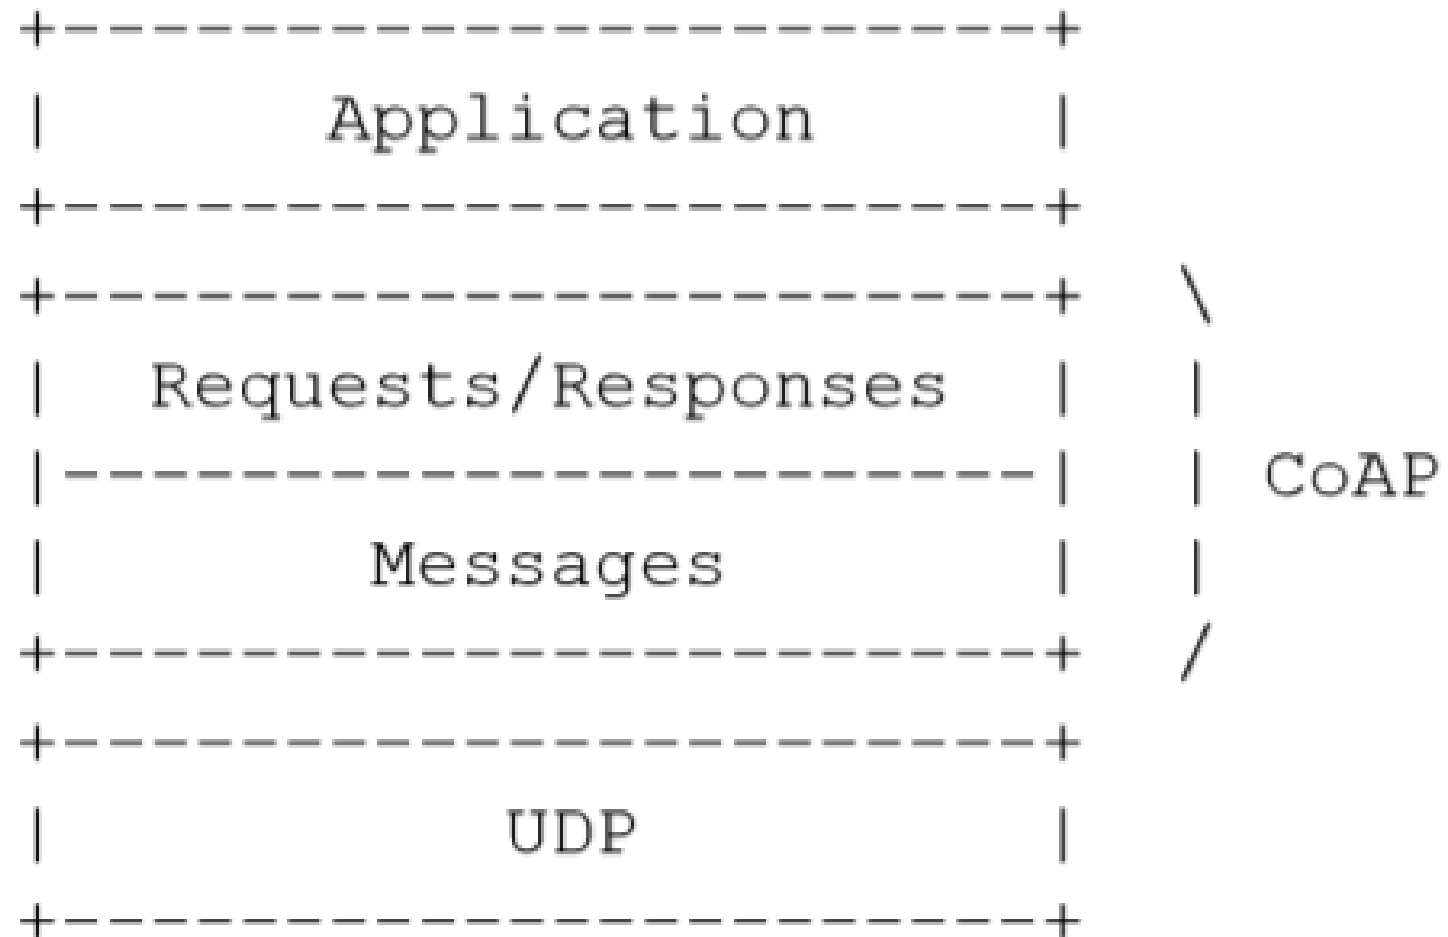 +-----------------------+
| Application |
+-----------------------+
+-----------------------+ \
| Requests/Responses | |
|-----------------------| | CoAP
| Messages | |
+-----------------------+ /
+-----------------------+
| UDP |
+-----------------------+